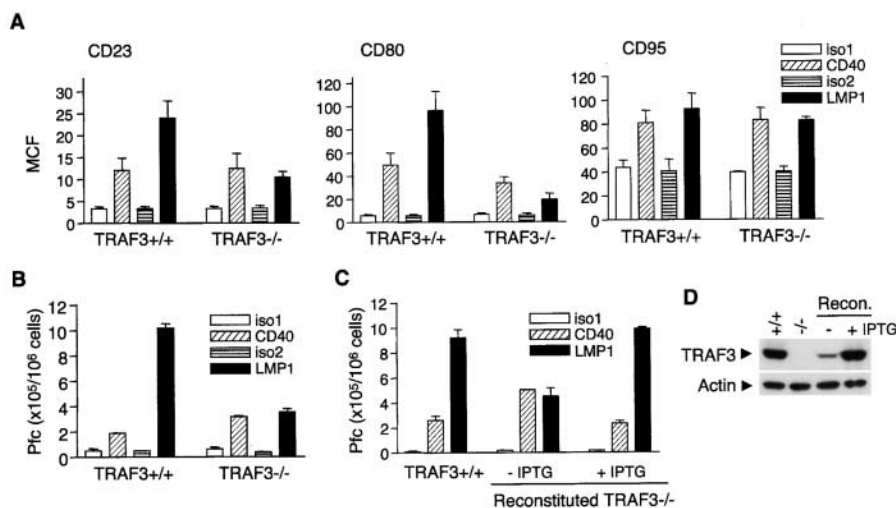 A
CD23
MCF
30
25
20
15
10
5
0
TRAF3+/+ TRAF3-/-
CD80
120
100
80
60
40
20
0
TRAF3+/+ TRAF3-/-
CD95
120
100
80
60
40
20
0
TRAF3+/+ TRAF3-/-
iso1
CD40
iso2
LMP1
B
Pfc (x10⁵/10⁶ cells)
12
10
8
6
4
2
0
TRAF3+/+ TRAF3-/-
iso1
CD40
iso2
LMP1
C
Pfc (x10⁵/10⁶ cells)
12
10
8
6
4
2
0
TRAF3+/+ - IPTG + IPTG
Reconstituted TRAF3-/-
iso1
CD40
LMP1
D
Recon.
+/+ -/- - + IPTG
TRAF3
Actin